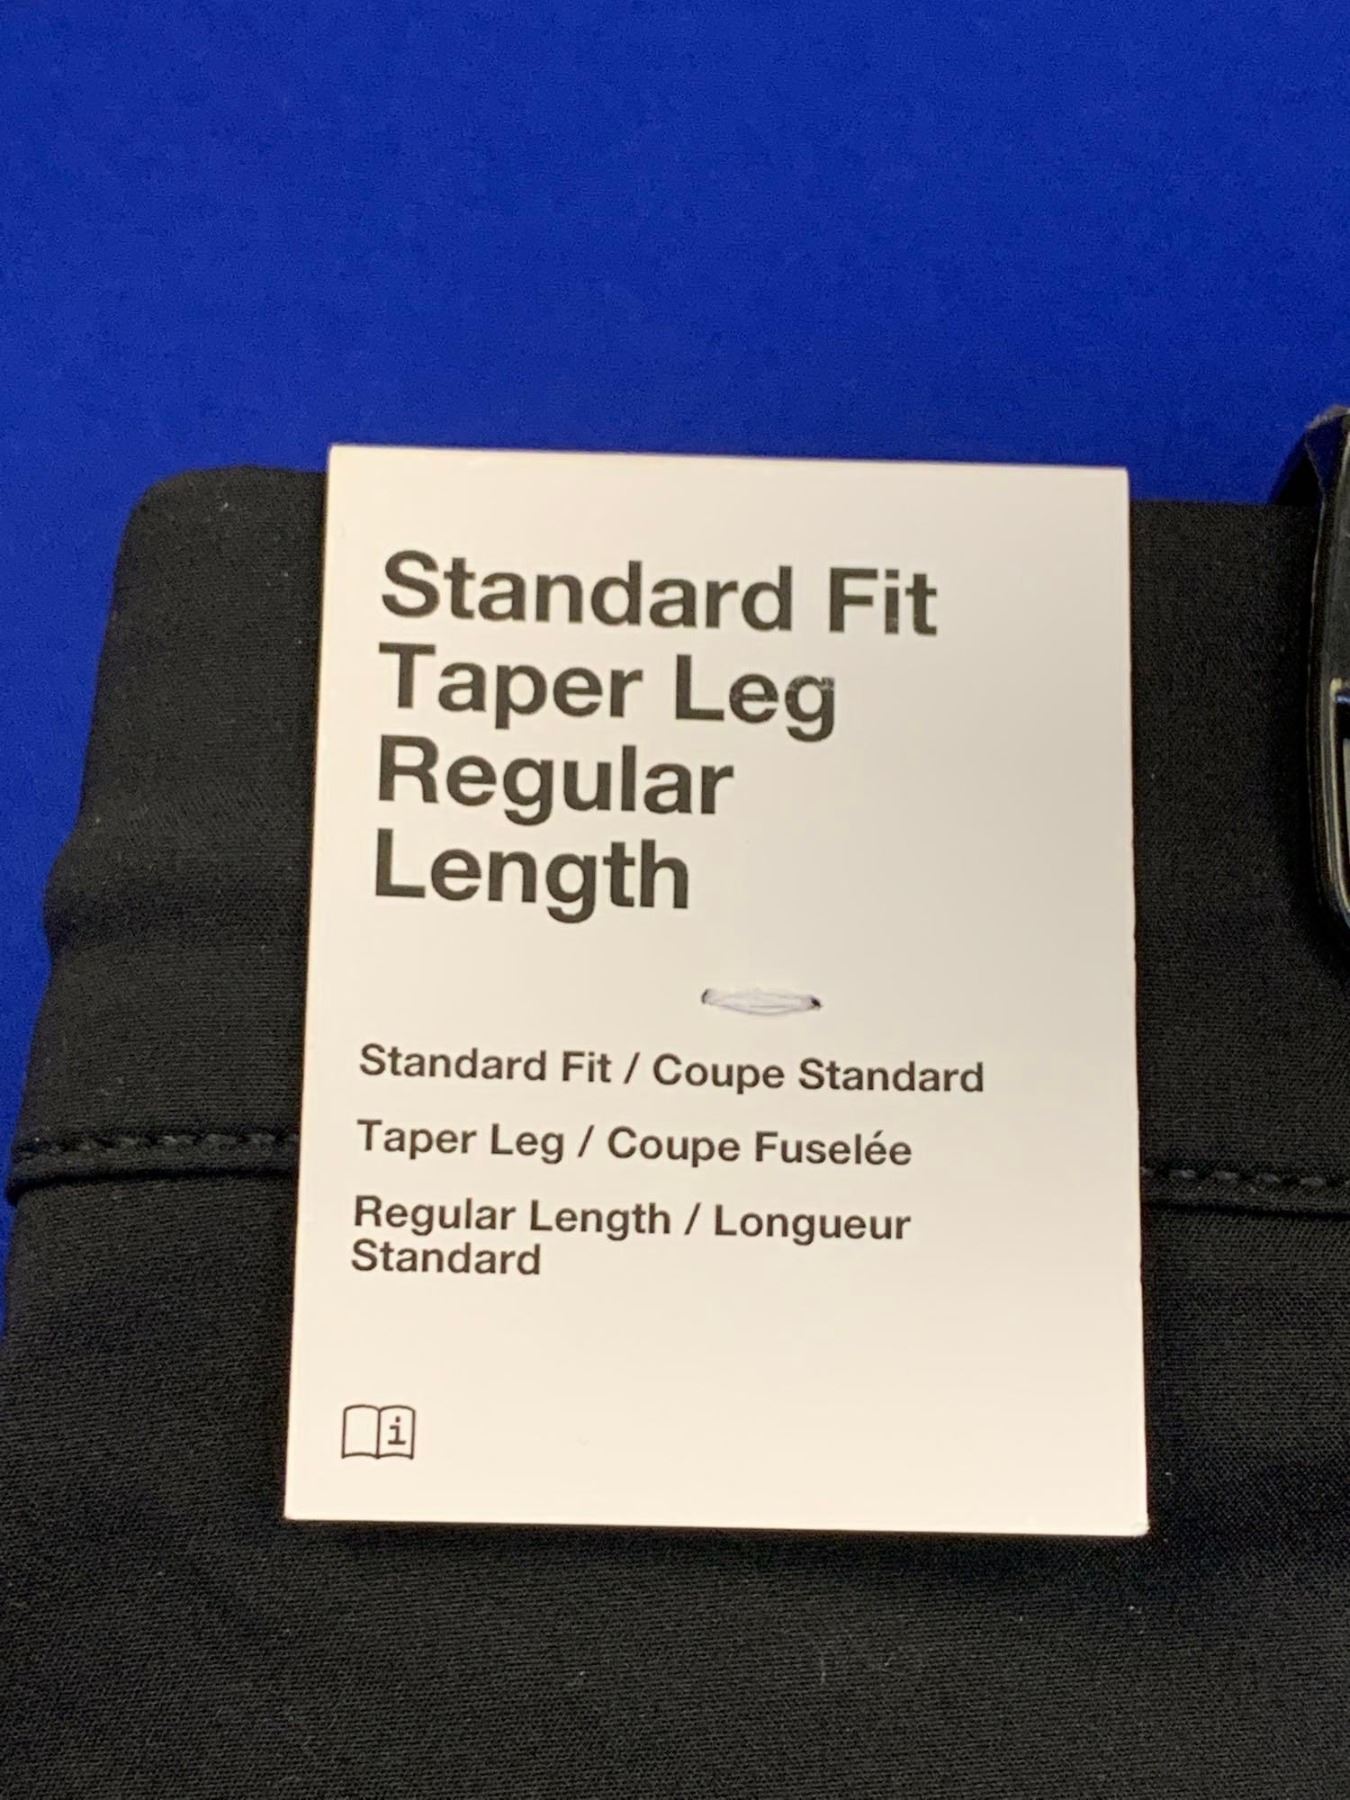 Standard Fit
Taper Leg
Regular
Length
Standard Fit / Coupe Standard
Taper Leg / Coupe Fuselée
Regular Length / Longueur
Standard
i